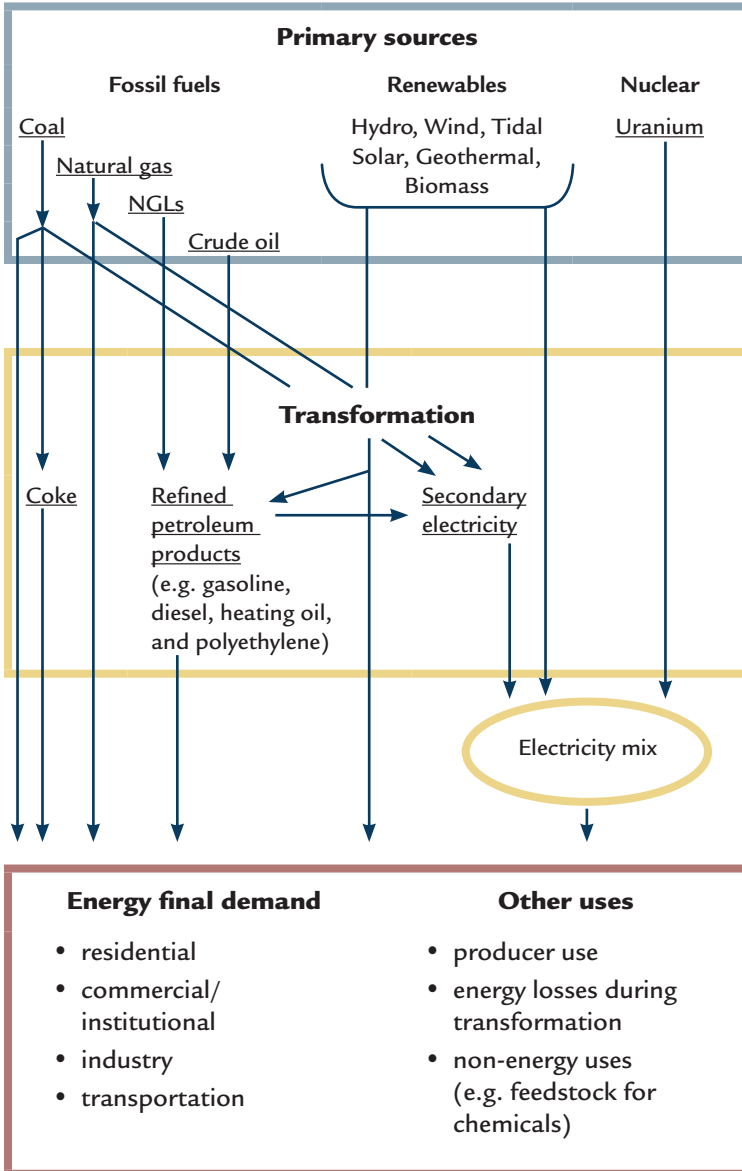 Primary sources
Fossil fuels
Renewables
Nuclear
Coal
Natural gas
NGLs
Crude oil
Hydro, Wind, Tidal
Solar, Geothermal,
Biomass
Uranium
Transformation
Coke
Refined
petroleum
products
(e.g. gasoline,
diesel, heating oil,
and polyethylene)
Secondary
electricity
Electricity mix
Energy final demand
• residential
• commercial/
institutional
• industry
• transportation
Other uses
• producer use
• energy losses during
transformation
• non-energy uses
(e.g. feedstock for
chemicals)